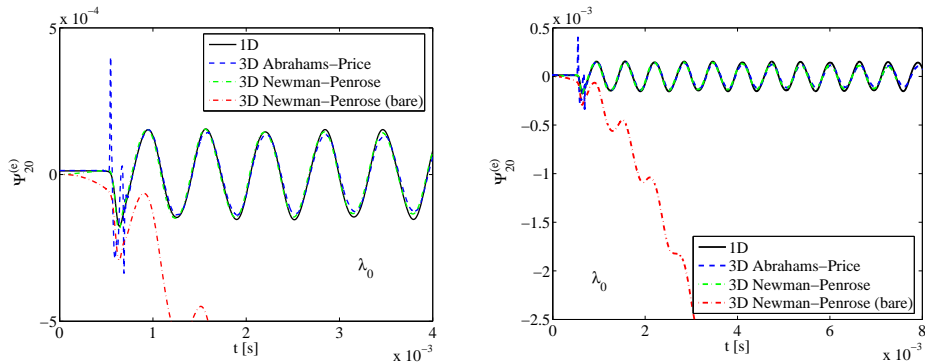 x 10⁻⁴
5
0
−5
Ψ₂₀⁽ᵉ⁾
0 1 2 3 4
t [s]
x 10⁻³
1D
3D Abrahams−Price
3D Newman−Penrose
3D Newman−Penrose (bare)
λ₀
x 10⁻³
0.5
0
−0.5
−1
−1.5
−2
−2.5
Ψ₂₀⁽ᵉ⁾
0 2 4 6 8
t [s]
x 10⁻³
1D
3D Abrahams−Price
3D Newman−Penrose
3D Newman−Penrose (bare)
λ₀